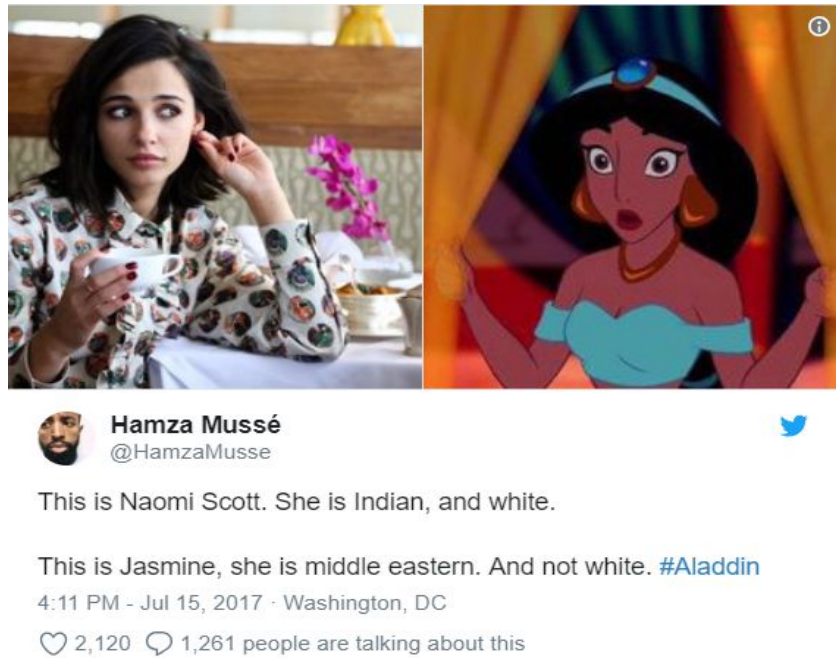 Hamza Mussé
@HamzaMusse
This is Naomi Scott. She is Indian, and white.
This is Jasmine, she is middle eastern. And not white. #Aladdin
4:11 PM - Jul 15, 2017 · Washington, DC
2,120 1,261 people are talking about this